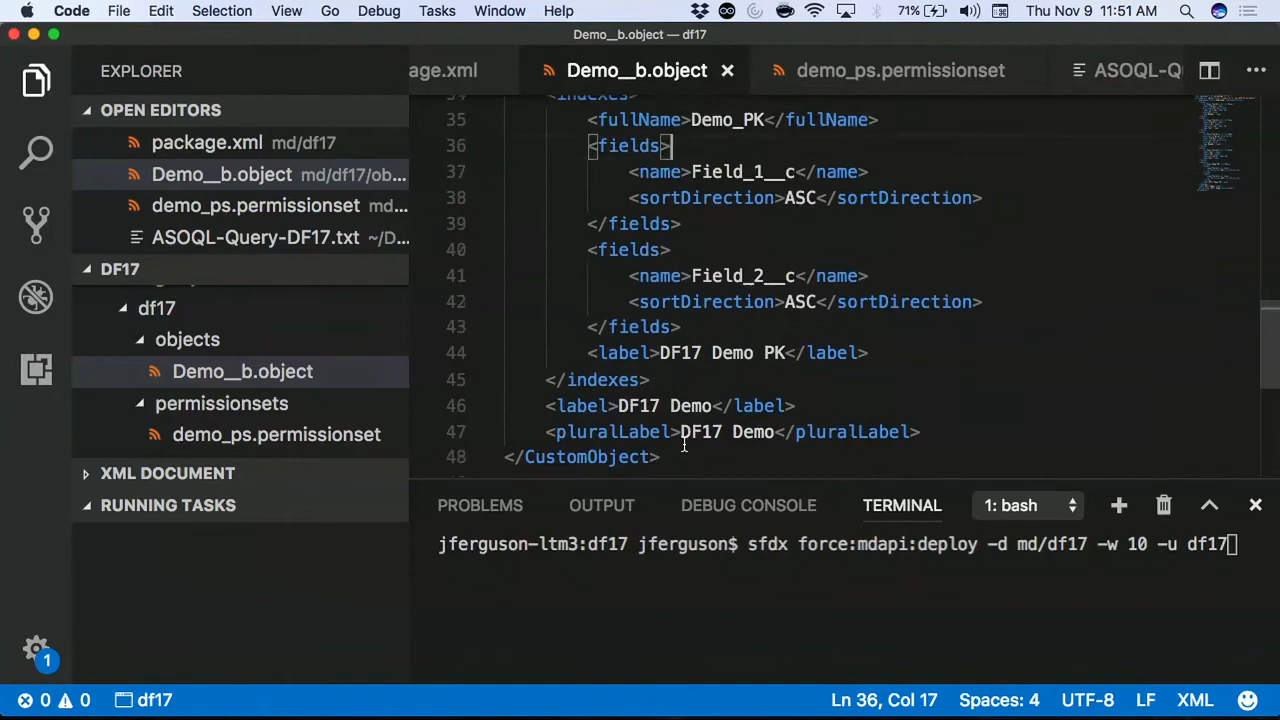 Code File Edit Selection View Go Debug Tasks Window Help 71% Thu Nov 9 11:51 AM
Demo__b.object — df17
EXPLORER
OPEN EDITORS
package.xml md/df17
Demo__b.object md/df17/ob...
demo_ps.permissionset md...
ASOQL-Query-DF17.txt ~/D...
DF17
df17
objects
Demo__b.object
permissionsets
demo_ps.permissionset
XML DOCUMENT
RUNNING TASKS
age.xml Demo__b.object demo_ps.permissionset ASOQL-Q
34 <indexes>
35 <fullName>Demo_PK</fullName>
36 <fields>
37 <name>Field_1__c</name>
38 <sortDirection>ASC</sortDirection>
39 </fields>
40 <fields>
41 <name>Field_2__c</name>
42 <sortDirection>ASC</sortDirection>
43 </fields>
44 <label>DF17 Demo PK</label>
45 </indexes>
46 <label>DF17 Demo</label>
47 <pluralLabel>DF17 Demo</pluralLabel>
48 </CustomObject>
PROBLEMS OUTPUT DEBUG CONSOLE TERMINAL 1: bash
jferguson-ltm3:df17 jferguson$ sfdx force:mdapi:deploy -d md/df17 -w 10 -u df17
1
0 0 df17 Ln 36, Col 17 Spaces: 4 UTF-8 LF XML